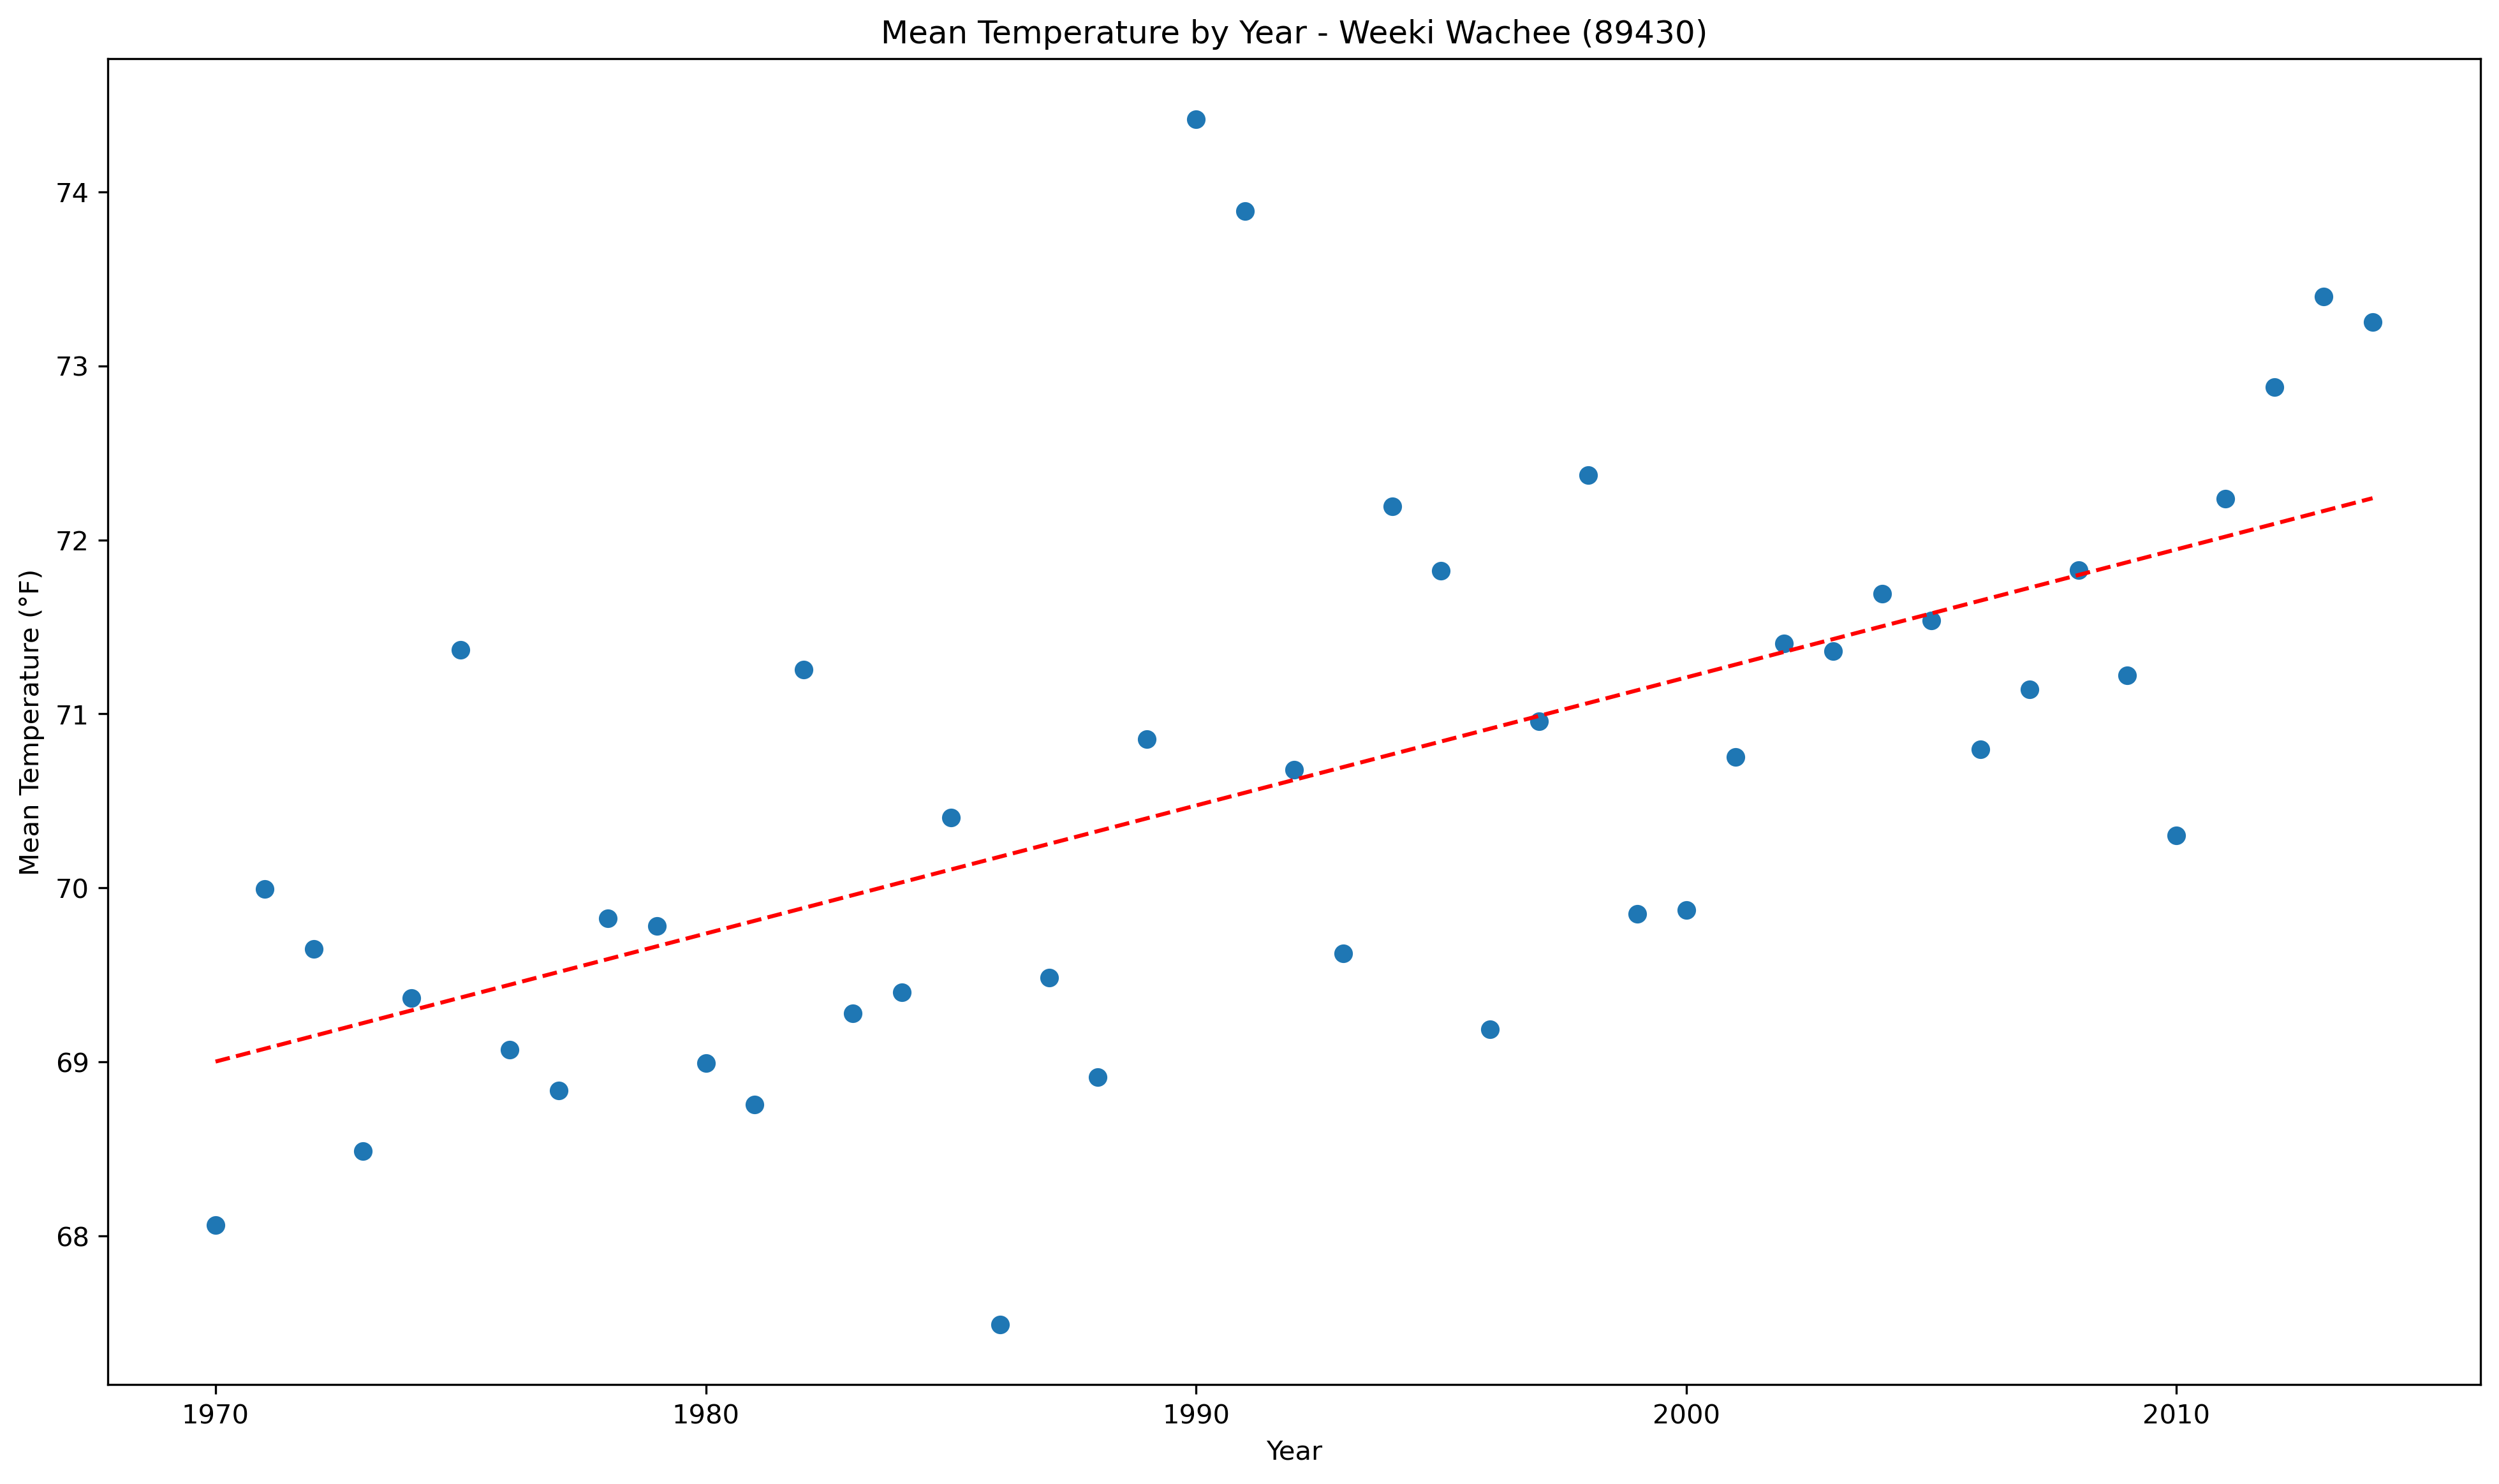 Mean Temperature by Year - Weeki Wachee (89430)
Mean Temperature (°F)
74
73
72
71
70
69
68
1970 1980 1990 2000 2010
Year